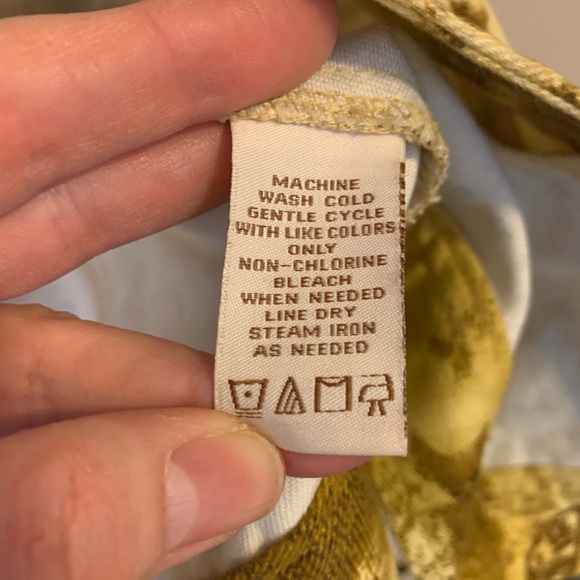 MACHINE
WASH COLD
GENTLE CYCLE
WITH LIKE COLORS
ONLY
NON-CHLORINE
BLEACH
WHEN NEEDED
LINE DRY
STEAM IRON
AS NEEDED